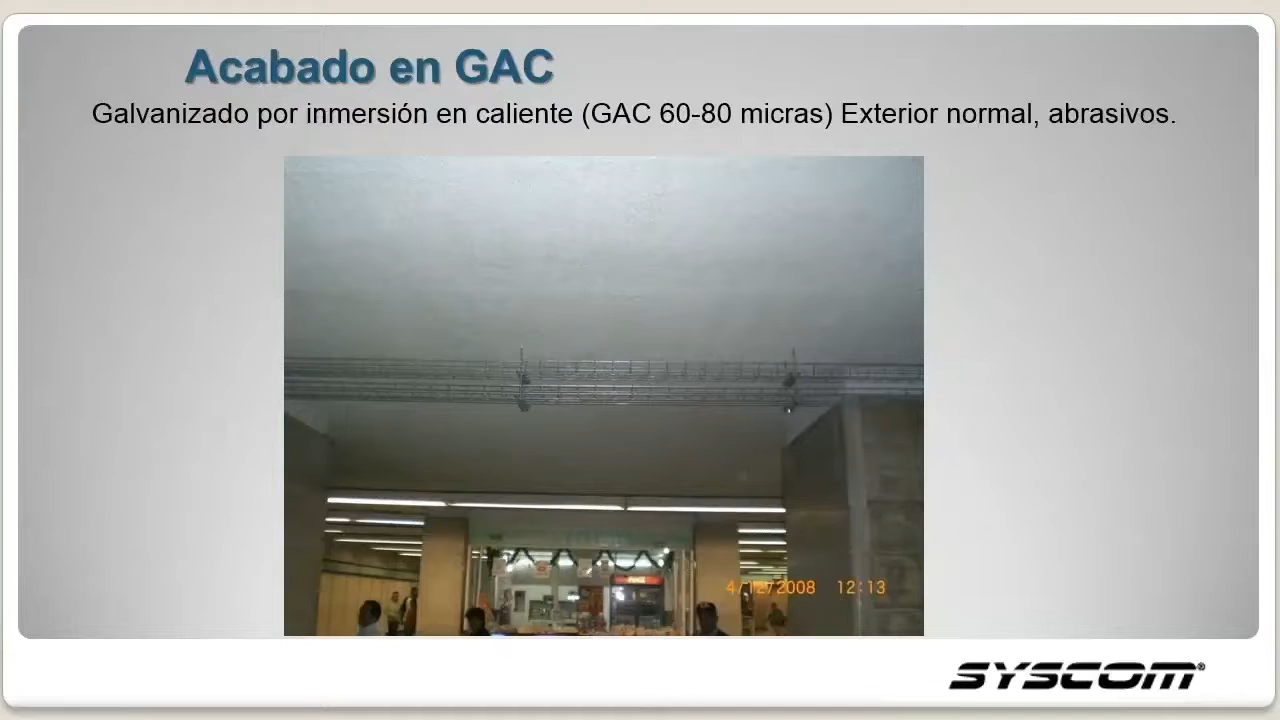 Acabado en GAC
Galvanizado por inmersión en caliente (GAC 60-80 micras) Exterior normal, abrasivos.
4/12/2008 12:13
SYSCOM®